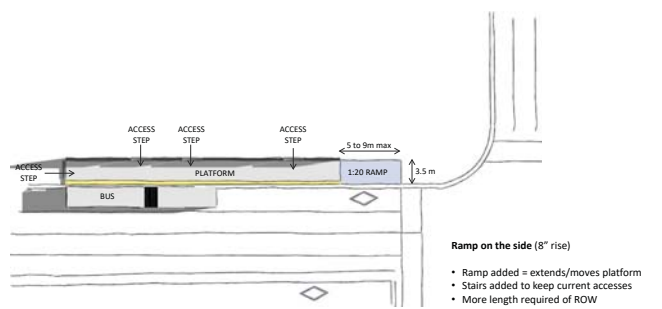 ACCESS
STEP
ACCESS
STEP
5 to 9m max
ACCESS
STEP
ACCESS
STEP
PLATFORM
1:20 RAMP
3.5 m
BUS
Ramp on the side (8" rise)
• Ramp added = extends/moves platform
• Stairs added to keep current accesses
• More length required of ROW